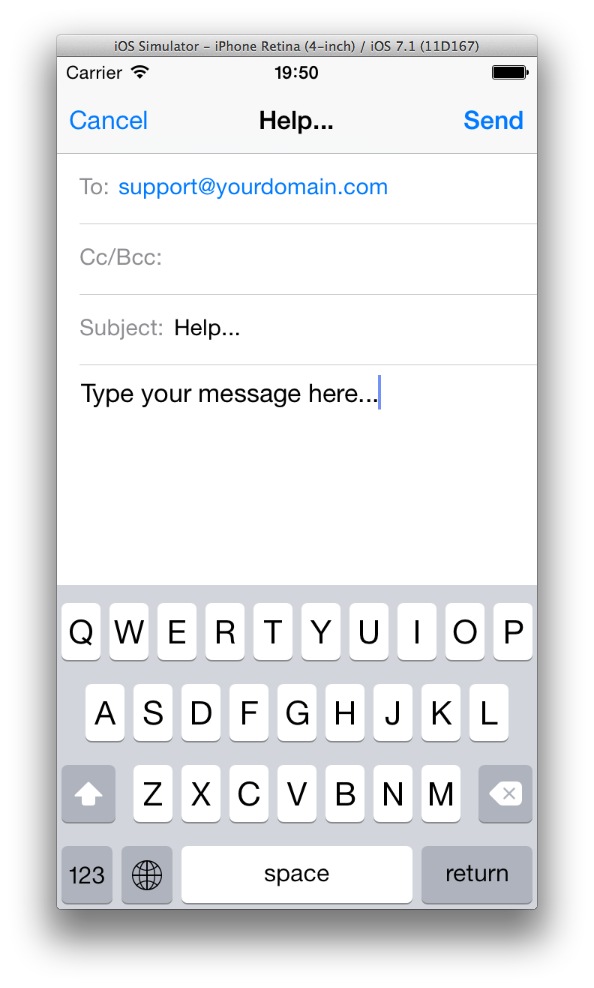 iOS Simulator – iPhone Retina (4-inch) / iOS 7.1 (11D167)
Carrier 19:50
Cancel Help... Send
To: support@yourdomain.com
Cc/Bcc:
Subject: Help...
Type your message here...
Q W E R T Y U I O P
A S D F G H J K L
Z X C V B N M
123 space return